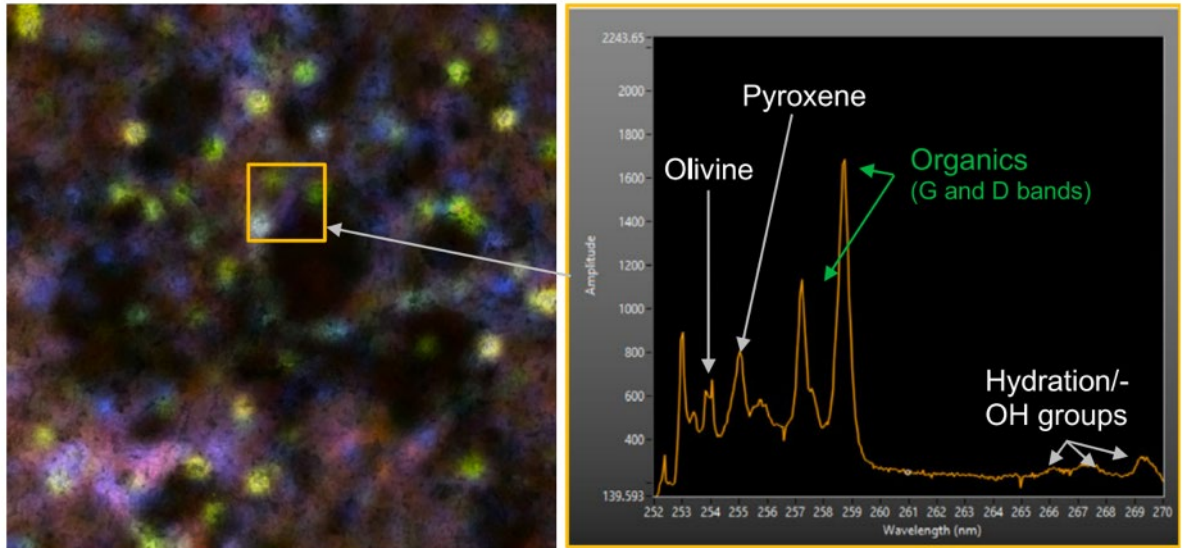 2243.65
2000
1800
1600
1400
1200
1000
800
600
400
139.593
Amplitude
Pyroxene
Olivine
Organics
(G and D bands)
Hydration/-
OH groups
252 253 254 255 256 257 258 259 260 261 262 263 264 265 266 267 268 269 270
Wavelength (nm)